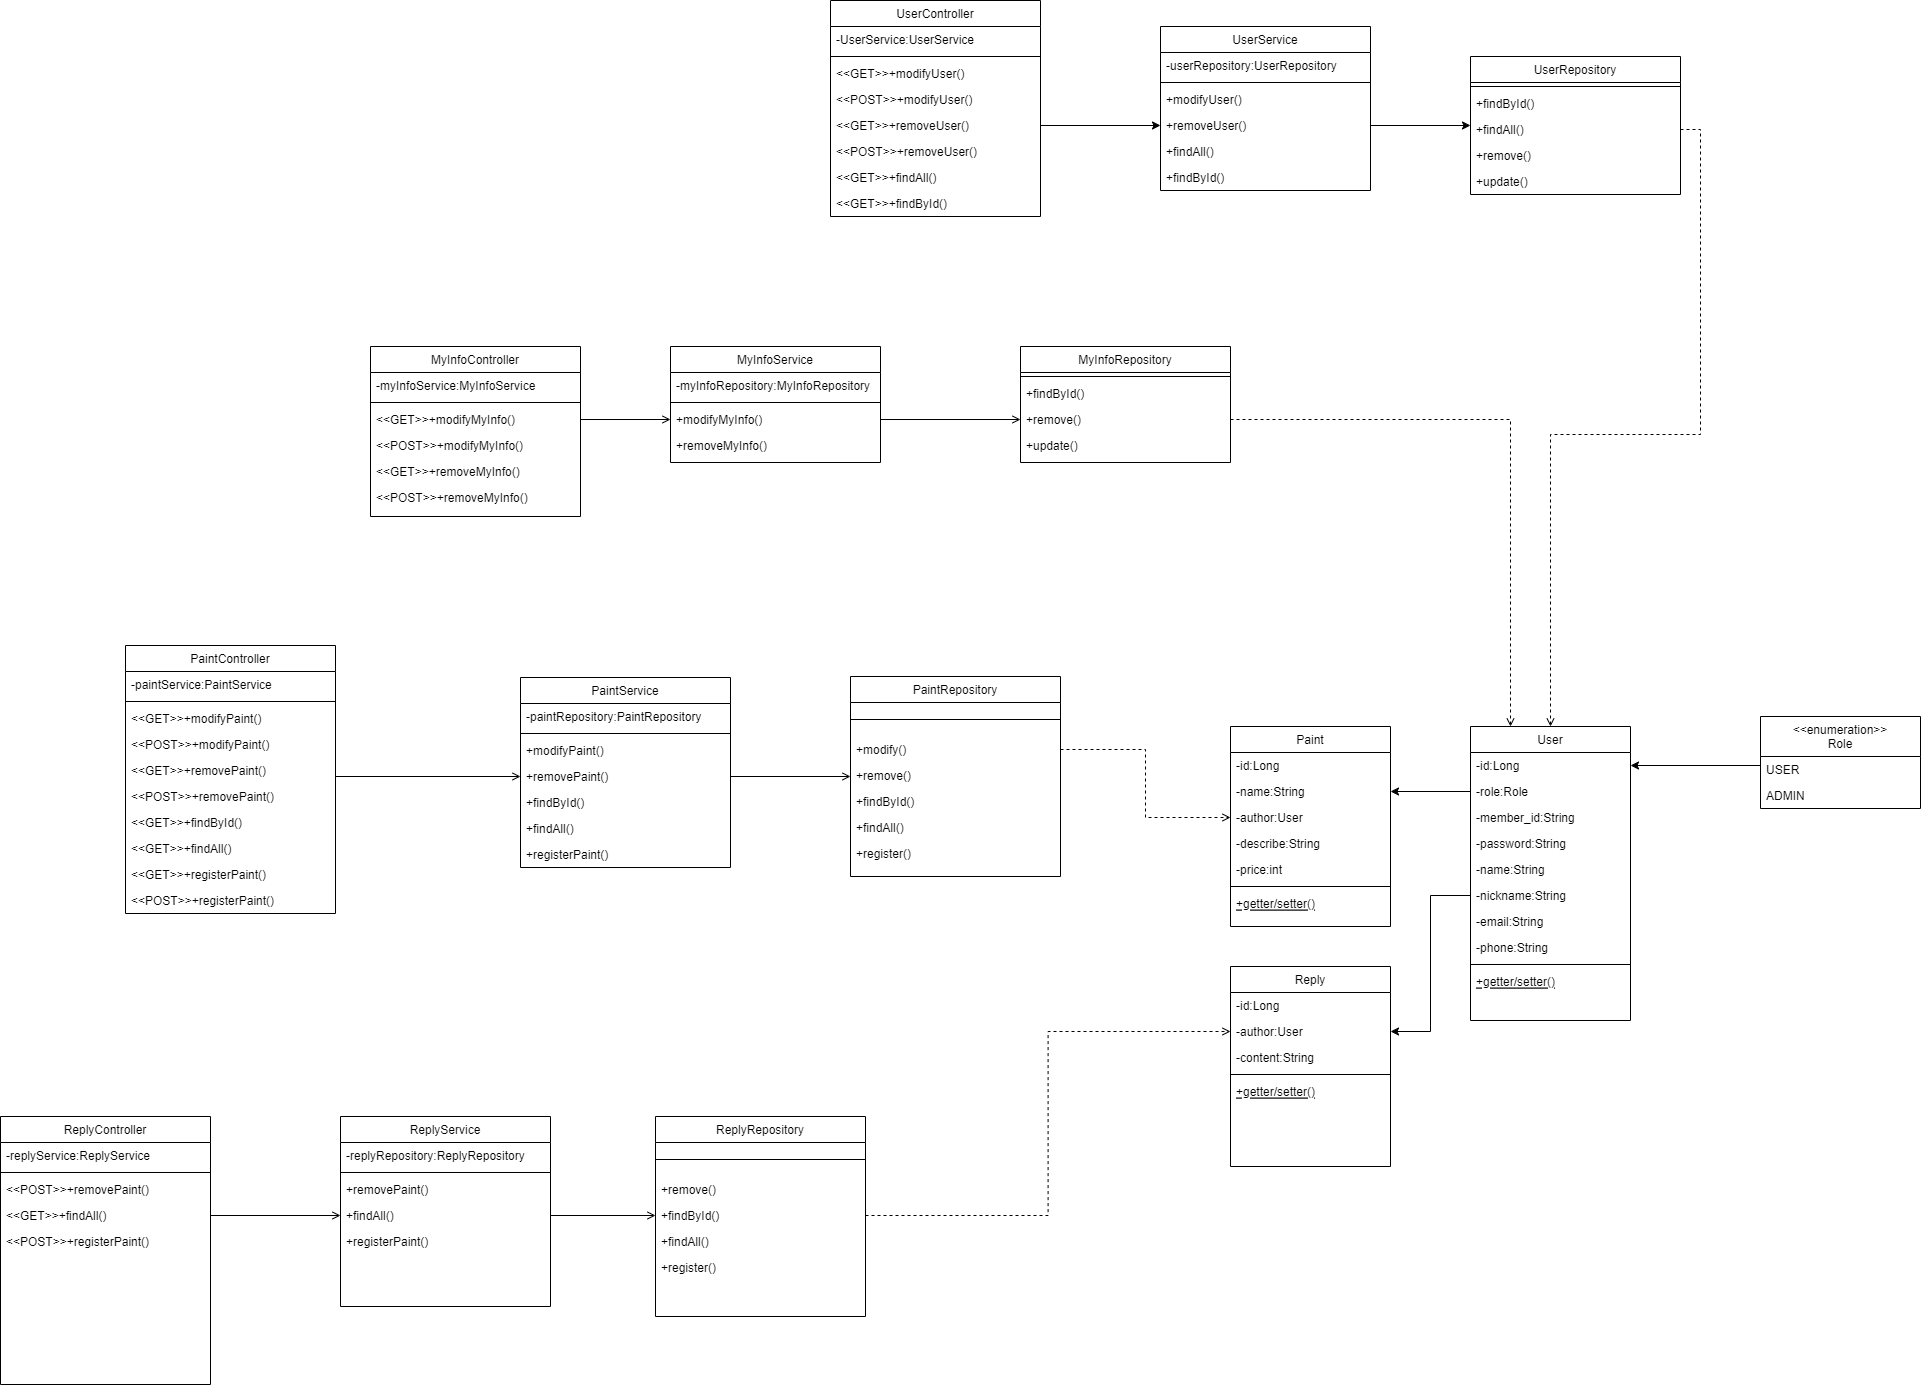 UserController
-UserService:UserService
<<GET>>+modifyUser()
<<POST>>+modifyUser()
<<GET>>+removeUser()
<<POST>>+removeUser()
<<GET>>+findAll()
<<GET>>+findById()
UserService
-userRepository:UserRepository
+modifyUser()
+removeUser()
+findAll()
+findById()
UserRepository
+findById()
+findAll()
+remove()
+update()
MyInfoController
-myInfoService:MyInfoService
<<GET>>+modifyMyInfo()
<<POST>>+modifyMyInfo()
<<GET>>+removeMyInfo()
<<POST>>+removeMyInfo()
MyInfoService
-myInfoRepository:MyInfoRepository
+modifyMyInfo()
+removeMyInfo()
MyInfoRepository
+findById()
+remove()
+update()
PaintController
-paintService:PaintService
<<GET>>+modifyPaint()
<<POST>>+modifyPaint()
<<GET>>+removePaint()
<<POST>>+removePaint()
<<GET>>+findById()
<<GET>>+findAll()
<<GET>>+registerPaint()
<<POST>>+registerPaint()
PaintService
-paintRepository:PaintRepository
+modifyPaint()
+removePaint()
+findById()
+findAll()
+registerPaint()
PaintRepository
+modify()
+remove()
+findById()
+findAll()
+register()
Paint
-id:Long
-name:String
-author:User
-describe:String
-price:int
+getter/setter()
User
-id:Long
-role:Role
-member_id:String
-password:String
-name:String
-nickname:String
-email:String
-phone:String
+getter/setter()
<<enumeration>>
Role
USER
ADMIN
Reply
-id:Long
-author:User
-content:String
+getter/setter()
ReplyController
-replyService:ReplyService
<<POST>>+removePaint()
<<GET>>+findAll()
<<POST>>+registerPaint()
ReplyService
-replyRepository:ReplyRepository
+removePaint()
+findAll()
+registerPaint()
ReplyRepository
+remove()
+findById()
+findAll()
+register()